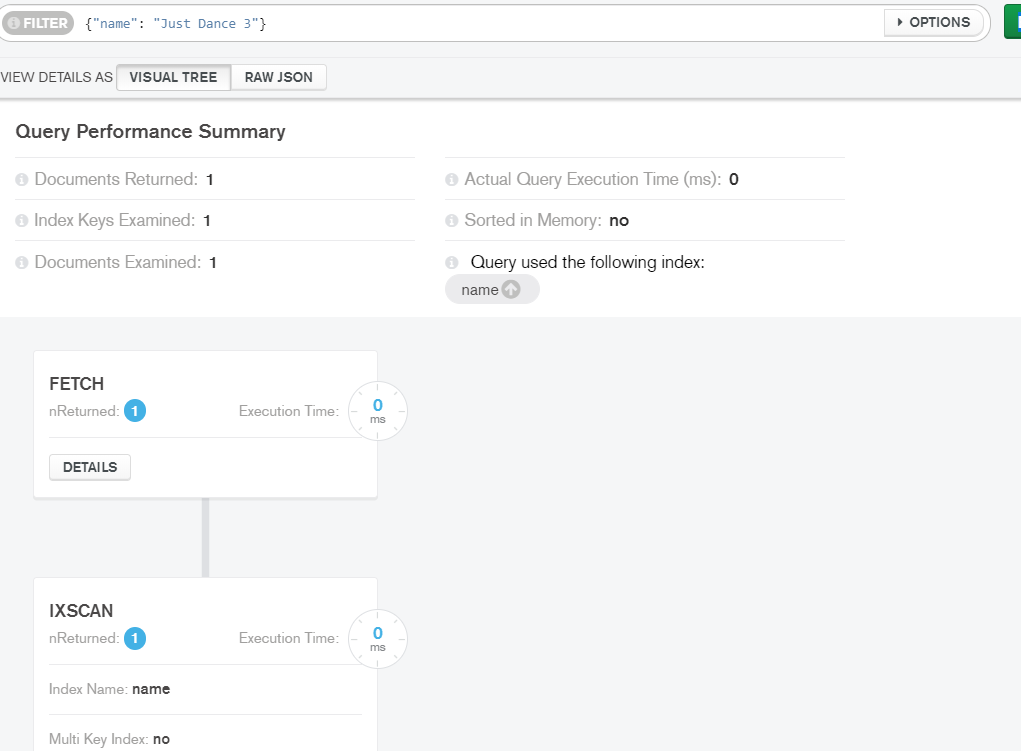 FILTER {"name": "Just Dance 3"} OPTIONS
VIEW DETAILS AS VISUAL TREE RAW JSON
Query Performance Summary
Documents Returned: 1
Index Keys Examined: 1
Documents Examined: 1
Actual Query Execution Time (ms): 0
Sorted in Memory: no
Query used the following index:
name
FETCH
nReturned: 1 Execution Time: 0 ms
DETAILS
IXSCAN
nReturned: 1 Execution Time: 0 ms
Index Name: name
Multi Key Index: no